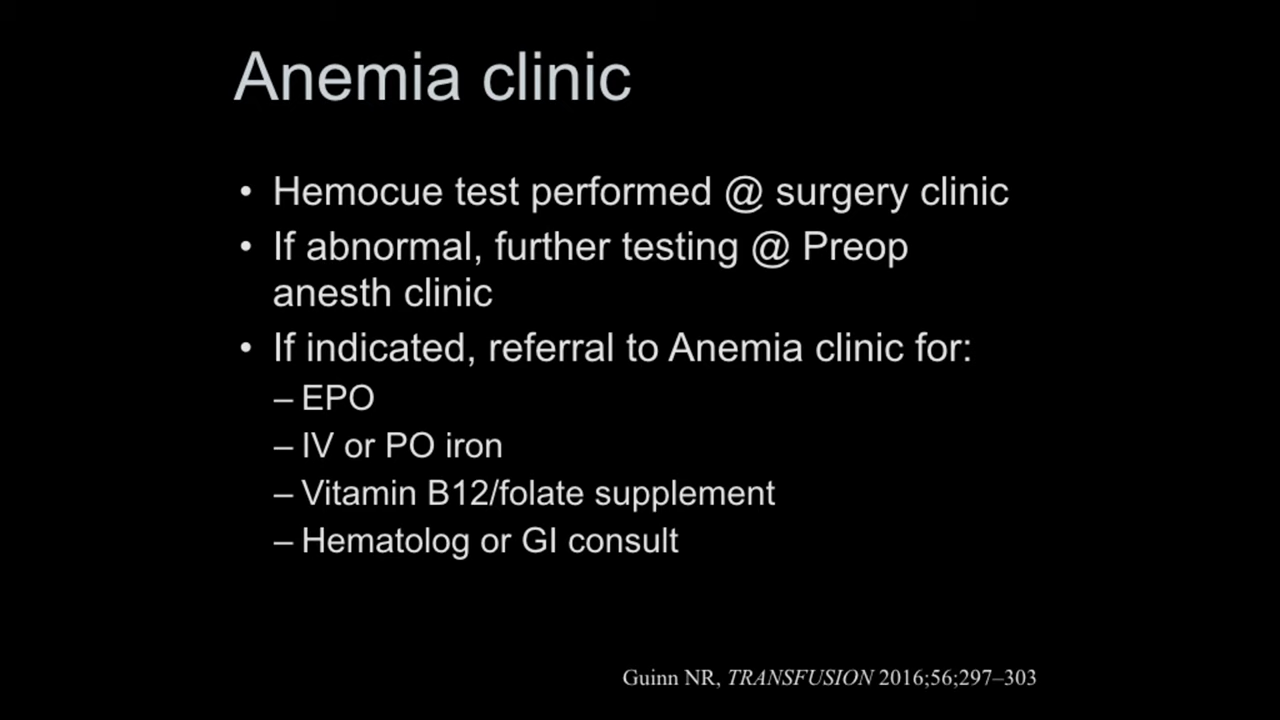 Anemia clinic
• Hemocue test performed @ surgery clinic
• If abnormal, further testing @ Preop
anesth clinic
• If indicated, referral to Anemia clinic for:
– EPO
– IV or PO iron
– Vitamin B12/folate supplement
– Hematolog or GI consult
Guinn NR, TRANSFUSION 2016;56;297–303